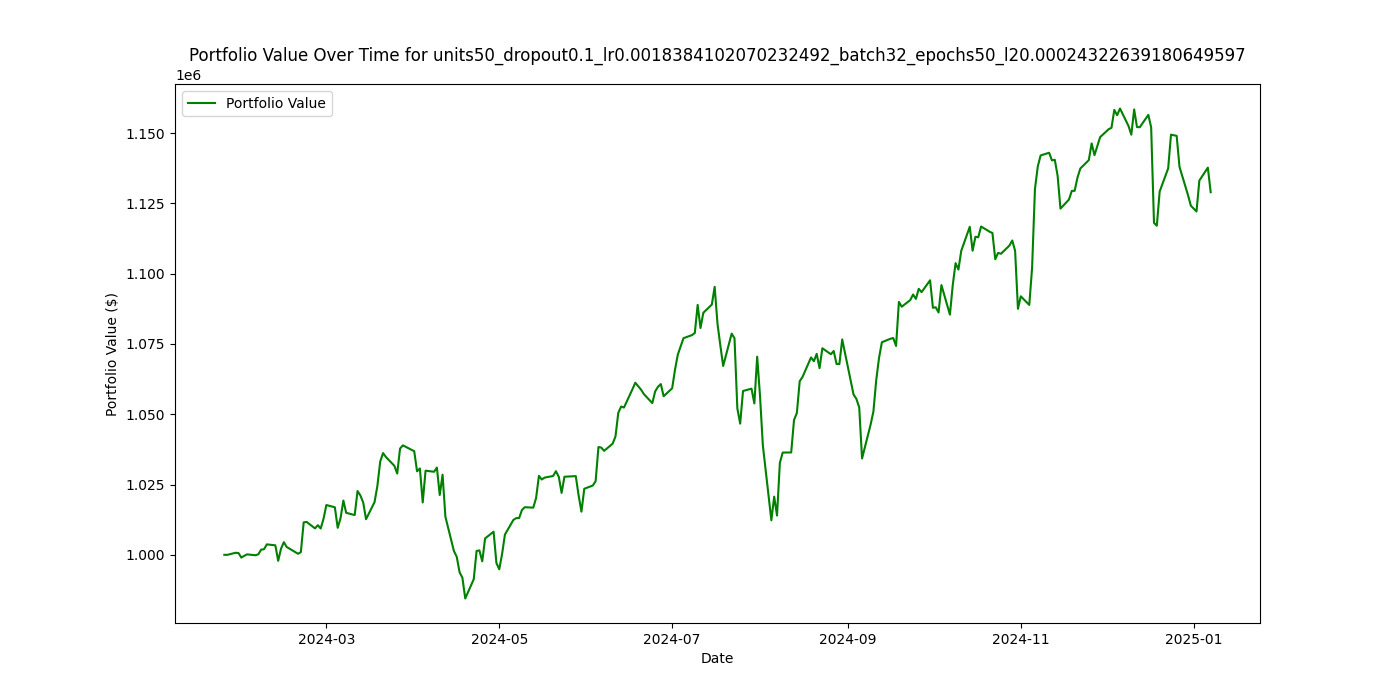 Portfolio Value Over Time for units50_dropout0.1_lr0.0018384102070232492_batch32_epochs50_l20.00024322639180649597
1e6
Portfolio Value
1.150
1.125
1.100
1.075
1.050
1.025
1.000
Portfolio Value ($)
2024-03
2024-05
2024-07
2024-09
2024-11
2025-01
Date